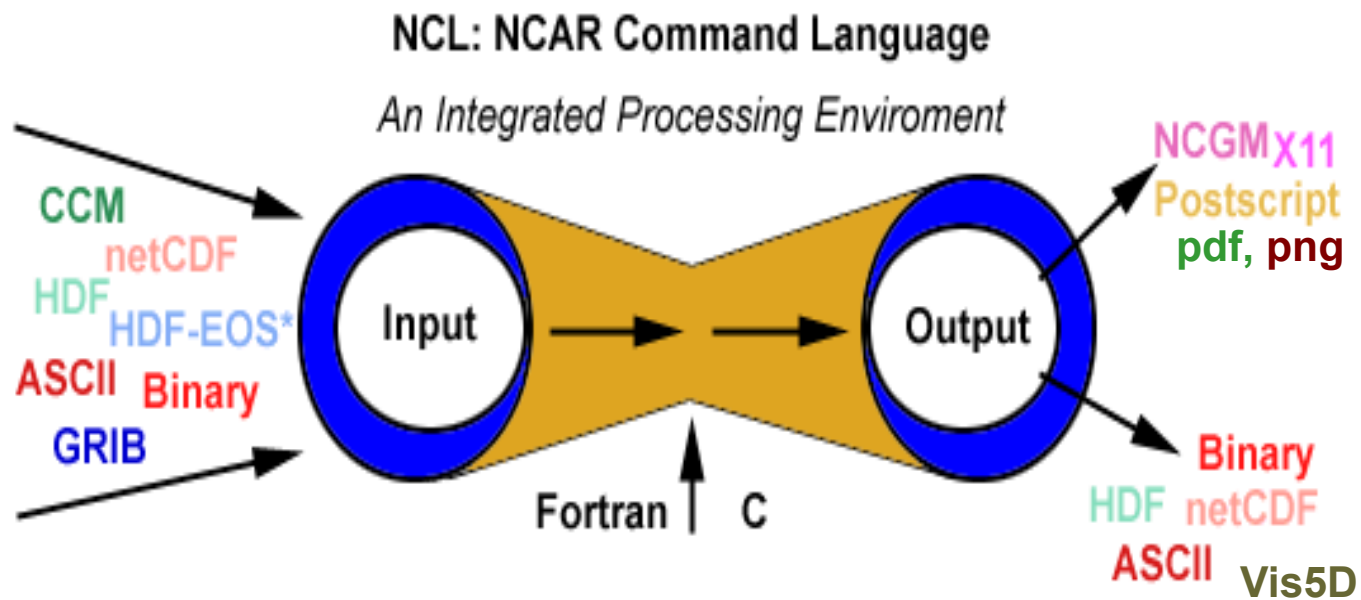 NCL: NCAR Command Language
An Integrated Processing Enviroment
CCM
netCDF
HDF
HDF-EOS*
ASCII
Binary
GRIB
Input
Output
Fortran
C
NCGM
X11
Postscript
pdf, png
Binary
HDF netCDF
ASCII
Vis5D